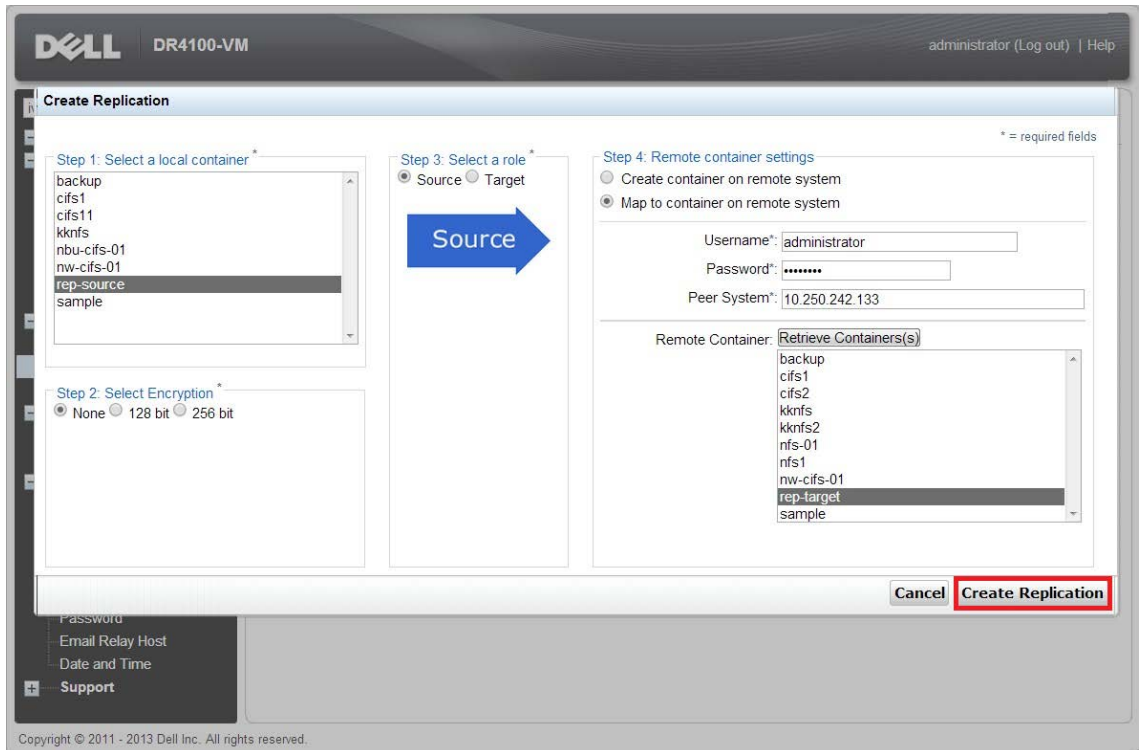 DELL DR4100-VM administrator (Log out) | Help
Create Replication
* = required fields
Step 1: Select a local container *
backup
cifs1
cifs11
kknfs
nbu-cifs-01
nw-cifs-01
rep-source
sample
Step 2: Select Encryption *
None 128 bit 256 bit
Step 3: Select a role *
Source Target
Source
Step 4: Remote container settings
Create container on remote system
Map to container on remote system
Username*: administrator
Password*: ••••••••
Peer System*: 10.250.242.133
Remote Container: Retrieve Containers(s)
backup
cifs1
cifs2
kknfs
kknfs2
nfs-01
nfs1
nw-cifs-01
rep-target
sample
Cancel Create Replication
Password
Email Relay Host
Date and Time
Support
Copyright © 2011 - 2013 Dell Inc. All rights reserved.